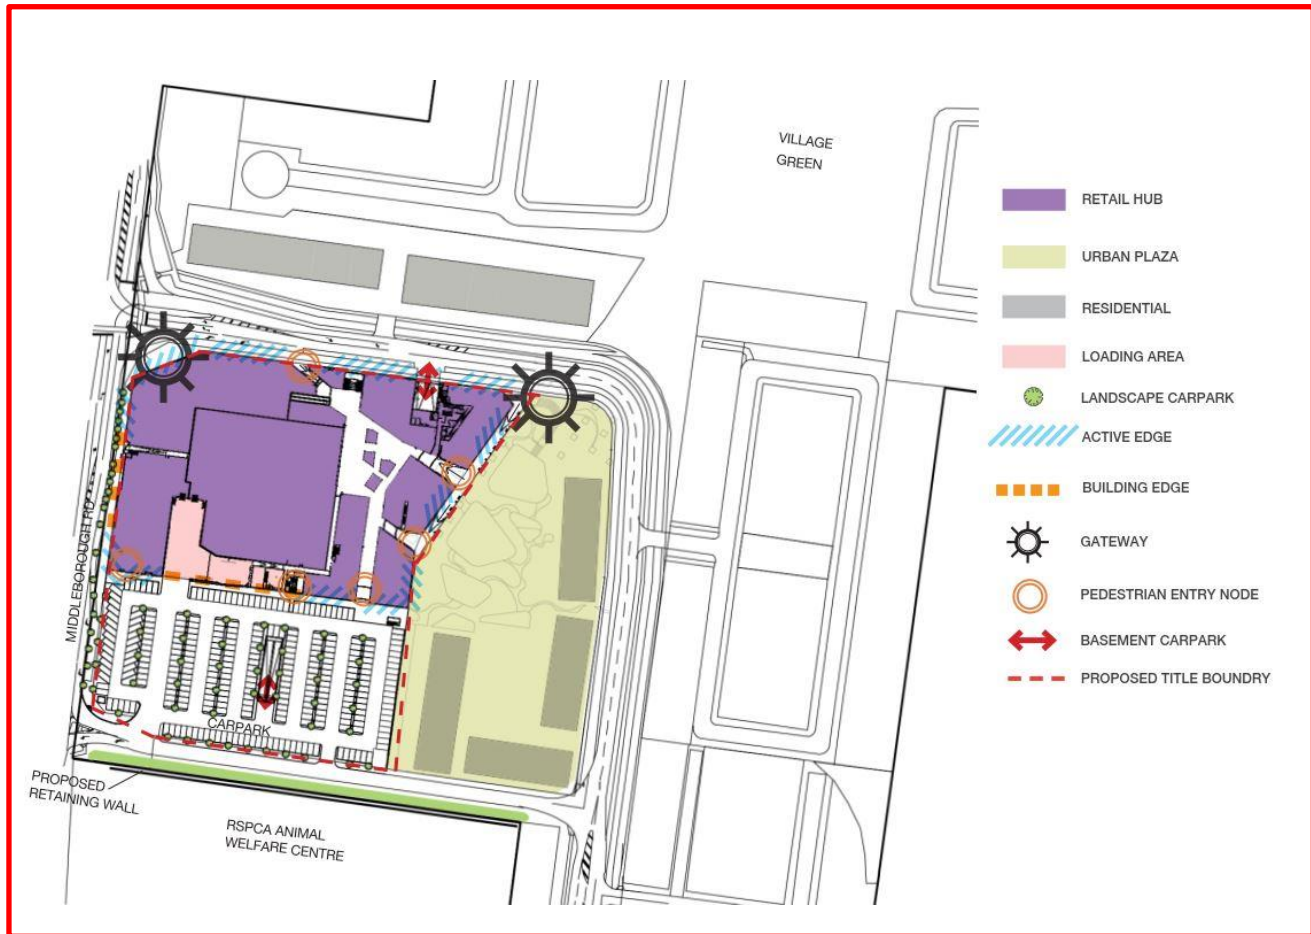 VILLAGE
GREEN
RETAIL HUB
URBAN PLAZA
RESIDENTIAL
LOADING AREA
LANDSCAPE CARPARK
ACTIVE EDGE
BUILDING EDGE
GATEWAY
PEDESTRIAN ENTRY NODE
BASEMENT CARPARK
PROPOSED TITLE BOUNDRY
MIDDLEBOROUGH RD
CARPARK
PROPOSED
RETAINING WALL
RSPCA ANIMAL
WELFARE CENTRE